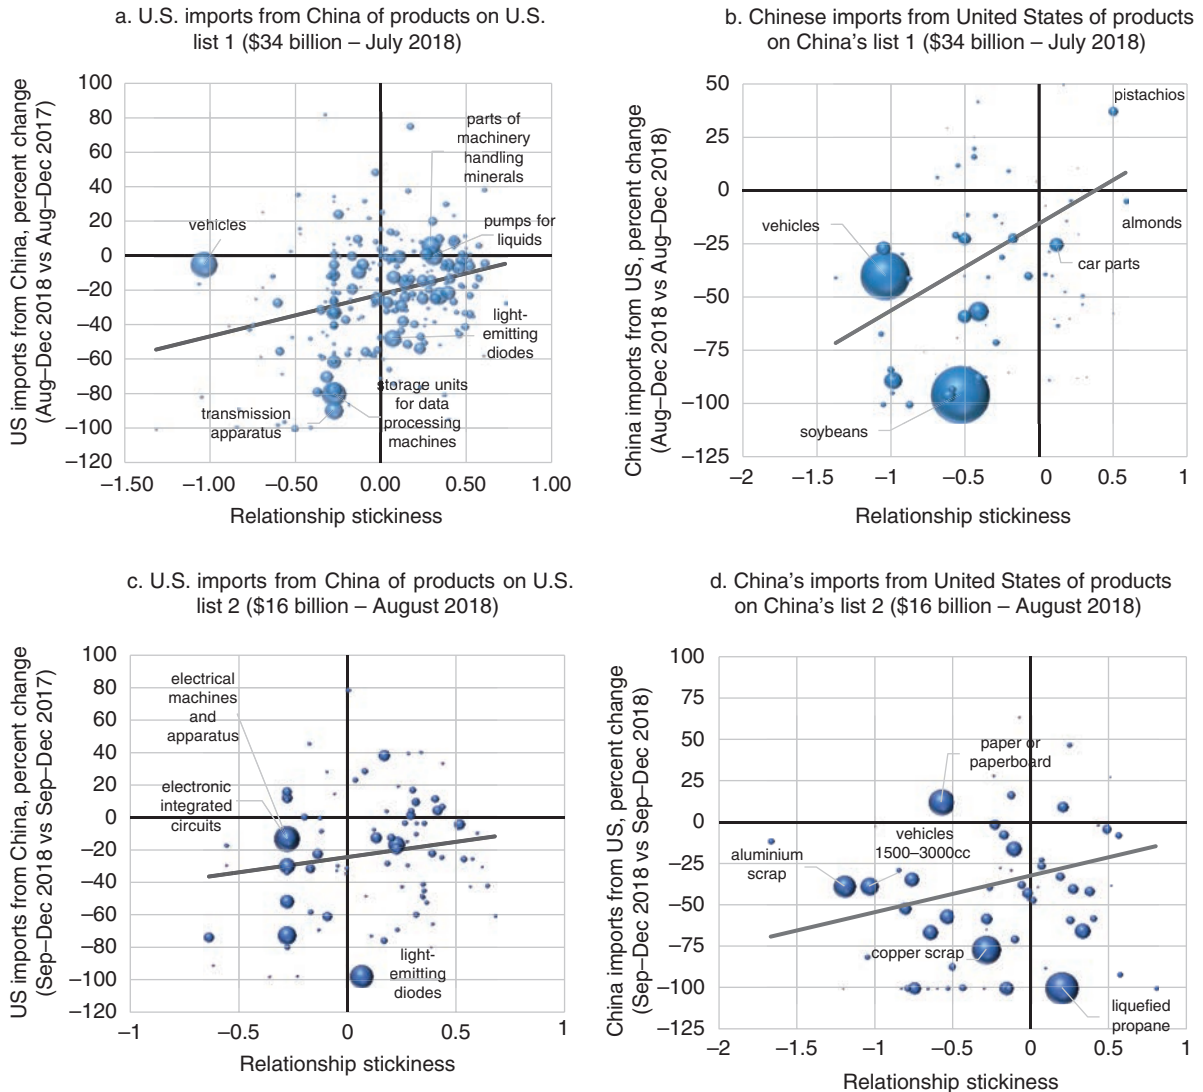 a. U.S. imports from China of products on U.S.
list 1 ($34 billion – July 2018)
US imports from China, percent change
(Aug–Dec 2018 vs Aug–Dec 2017)
100
80
60
40
20
0
−20
−40
−60
−80
−100
−120
−1.50
−1.00
−0.50
0.00
0.50
1.00
Relationship stickiness
vehicles
parts of
machinery
handling
minerals
pumps for
liquids
light-
emitting
diodes
storage units
for data
processing
machines
transmission
apparatus
b. Chinese imports from United States of products
on China's list 1 ($34 billion – July 2018)
China imports from US, percent change
(Aug–Dec 2018 vs Aug–Dec 2018)
50
25
0
−25
−50
−75
−100
−125
−2
−1.5
−1
−0.5
0
0.5
1
Relationship stickiness
pistachios
almonds
vehicles
car parts
soybeans
c. U.S. imports from China of products on U.S.
list 2 ($16 billion – August 2018)
US imports from China, percent change
(Sep–Dec 2018 vs Sep–Dec 2017)
100
80
60
40
20
0
−20
−40
−60
−80
−100
−120
−1
−0.5
0
0.5
1
Relationship stickiness
electrical
machines
and
apparatus
electronic
integrated
circuits
light-
emitting
diodes
d. China's imports from United States of products
on China's list 2 ($16 billion – August 2018)
China imports from US, percent change
(Sep–Dec 2018 vs Sep–Dec 2018)
100
75
50
25
0
−25
−50
−75
−100
−125
−2
−1.5
−1
−0.5
0
0.5
1
Relationship stickiness
paper or
paperboard
vehicles
1500–3000cc
aluminium
scrap
copper scrap
liquefied
propane